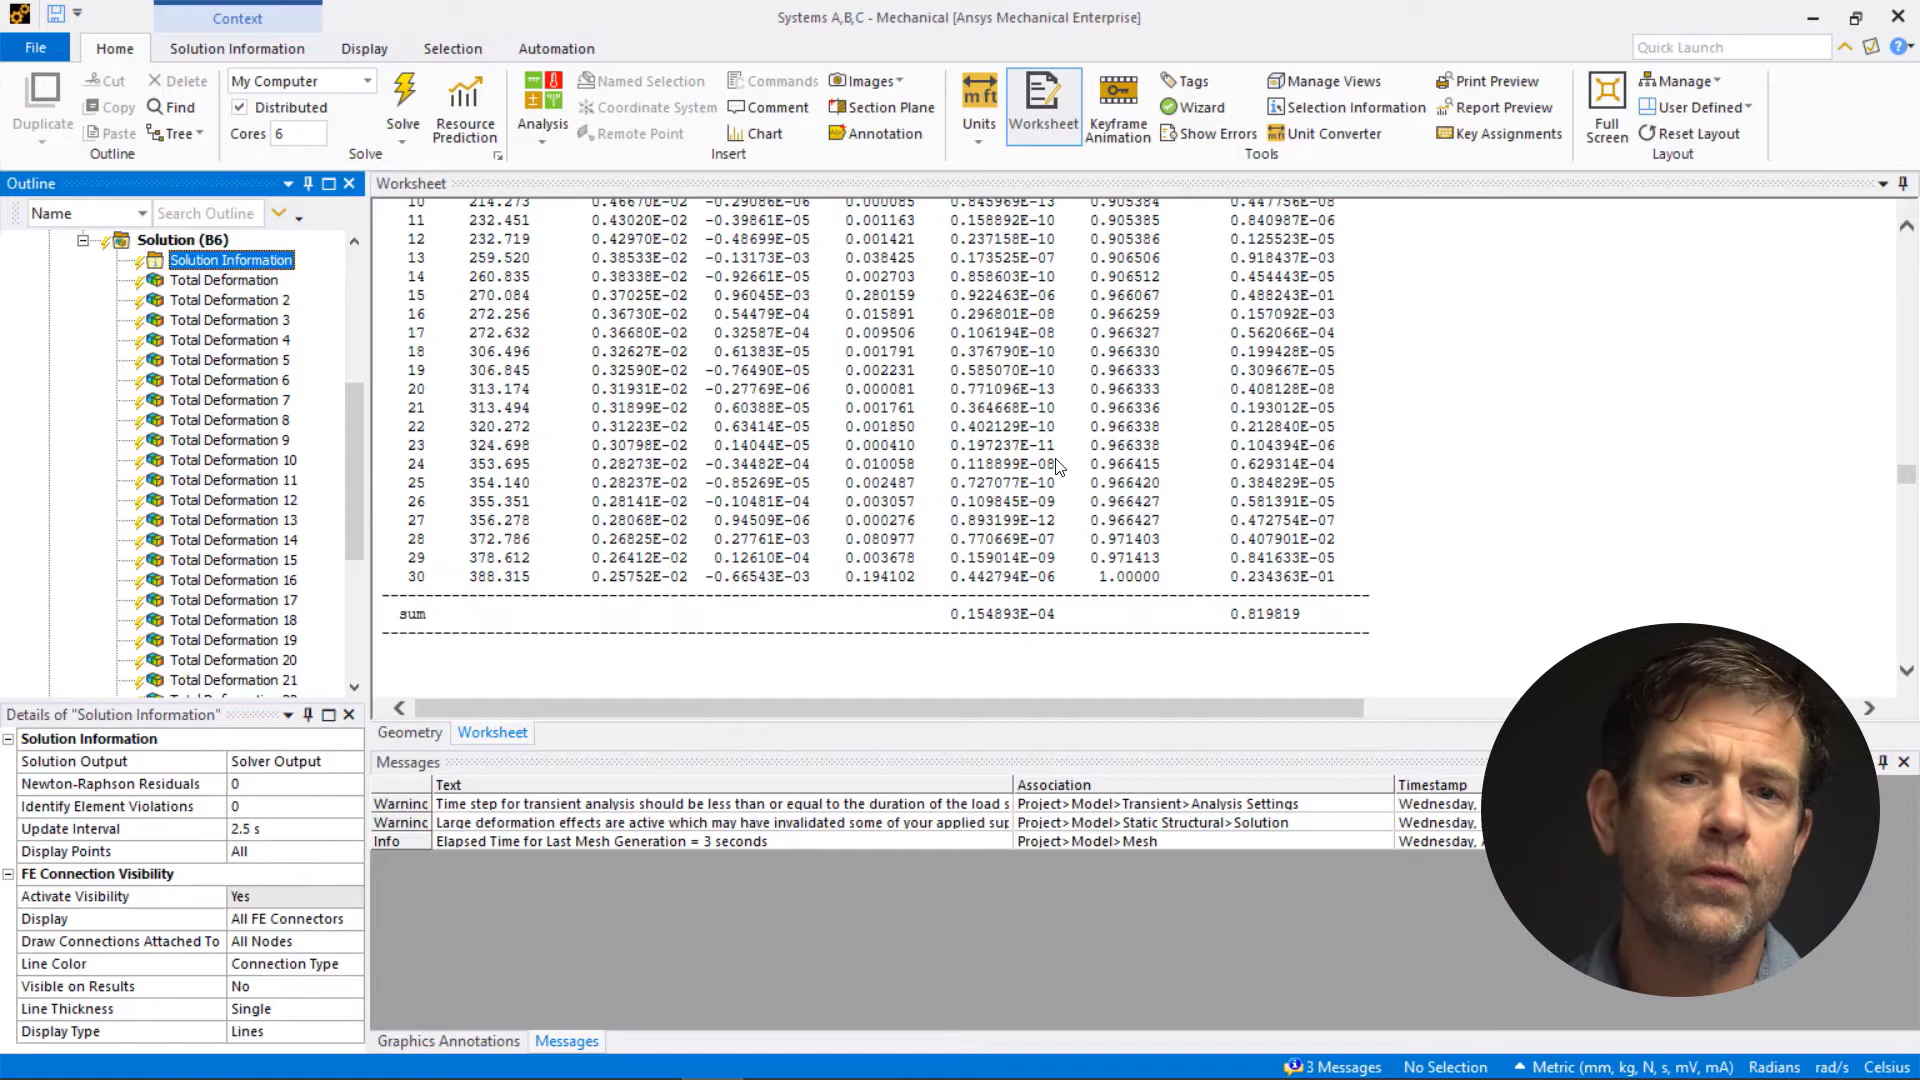 Context
Systems A,B,C - Mechanical [Ansys Mechanical Enterprise]
File Home Solution Information Display Selection Automation Quick Launch
Duplicate
Cut
Copy
Paste
Delete
Find
Tree
Outline
My Computer
Distributed
Cores 6
Solve
Resource Prediction
Solve
Analysis
Named Selection
Coordinate System
Remote Point
Commands
Comment
Chart
Images
Section Plane
Annotation
Insert
Units
Worksheet
Keyframe Animation
Tags
Wizard
Show Errors
Manage Views
Selection Information
Unit Converter
Print Preview
Report Preview
Key Assignments
Tools
Full Screen
Manage
User Defined
Reset Layout
Layout
Outline
Name Search Outline
Solution (B6)
Solution Information
Total Deformation
Total Deformation 2
Total Deformation 3
Total Deformation 4
Total Deformation 5
Total Deformation 6
Total Deformation 7
Total Deformation 8
Total Deformation 9
Total Deformation 10
Total Deformation 11
Total Deformation 12
Total Deformation 13
Total Deformation 14
Total Deformation 15
Total Deformation 16
Total Deformation 17
Total Deformation 18
Total Deformation 19
Total Deformation 20
Total Deformation 21
Details of "Solution Information"
Solution Information
Solution Output Solver Output
Newton-Raphson Residuals 0
Identify Element Violations 0
Update Interval 2.5 s
Display Points All
FE Connection Visibility
Activate Visibility Yes
Display All FE Connectors
Draw Connections Attached To All Nodes
Line Color Connection Type
Visible on Results No
Line Thickness Single
Display Type Lines
Worksheet
10 214.273 0.46670E-02 -0.29086E-06 0.000085 0.845969E-13 0.905384 0.447756E-08
11 232.451 0.43020E-02 -0.39861E-05 0.001163 0.158892E-10 0.905385 0.840987E-06
12 232.719 0.42970E-02 -0.48699E-05 0.001421 0.237158E-10 0.905386 0.125523E-05
13 259.520 0.38533E-02 -0.13173E-03 0.038425 0.173525E-07 0.906506 0.918437E-03
14 260.835 0.38338E-02 -0.92661E-05 0.002703 0.858603E-10 0.906512 0.454443E-05
15 270.084 0.37025E-02 0.96045E-03 0.280159 0.922463E-06 0.966067 0.488243E-01
16 272.256 0.36730E-02 0.54479E-04 0.015891 0.296801E-08 0.966259 0.157092E-03
17 272.632 0.36680E-02 0.32587E-04 0.009506 0.106194E-08 0.966327 0.562066E-04
18 306.496 0.32627E-02 0.61383E-05 0.001791 0.376790E-10 0.966330 0.199428E-05
19 306.845 0.32590E-02 -0.76490E-05 0.002231 0.585070E-10 0.966333 0.309667E-05
20 313.174 0.31931E-02 -0.27769E-06 0.000081 0.771096E-13 0.966333 0.408128E-08
21 313.494 0.31899E-02 0.60388E-05 0.001761 0.364668E-10 0.966336 0.193012E-05
22 320.272 0.31223E-02 0.63414E-05 0.001850 0.402129E-10 0.966338 0.212840E-05
23 324.698 0.30798E-02 0.14044E-05 0.000410 0.197237E-11 0.966338 0.104394E-06
24 353.695 0.28273E-02 -0.34482E-04 0.010058 0.118899E-08 0.966415 0.629314E-04
25 354.140 0.28237E-02 -0.85269E-05 0.002487 0.727077E-10 0.966420 0.384829E-05
26 355.351 0.28141E-02 -0.10481E-04 0.003057 0.109845E-09 0.966427 0.581391E-05
27 356.278 0.28068E-02 0.94509E-06 0.000276 0.893199E-12 0.966427 0.472754E-07
28 372.786 0.26825E-02 0.27761E-03 0.080977 0.770669E-07 0.971403 0.407901E-02
29 378.612 0.26412E-02 0.12610E-04 0.003678 0.159014E-09 0.971413 0.841633E-05
30 388.315 0.25752E-02 -0.66543E-03 0.194102 0.442794E-06 1.00000 0.234363E-01
sum 0.154893E-04 0.819819
Geometry Worksheet
Messages
Text Association Timestamp
Warninc Time step for transient analysis should be less than or equal to the duration of the load s Project>Model>Transient>Analysis Settings Wednesday,
Warninc Large deformation effects are active which may have invalidated some of your applied sup Project>Model>Static Structural>Solution Wednesday,
Info Elapsed Time for Last Mesh Generation = 3 seconds Project>Model>Mesh Wednesday,
Graphics Annotations Messages
3 Messages No Selection Metric (mm, kg, N, s, mV, mA) Radians rad/s Celsius